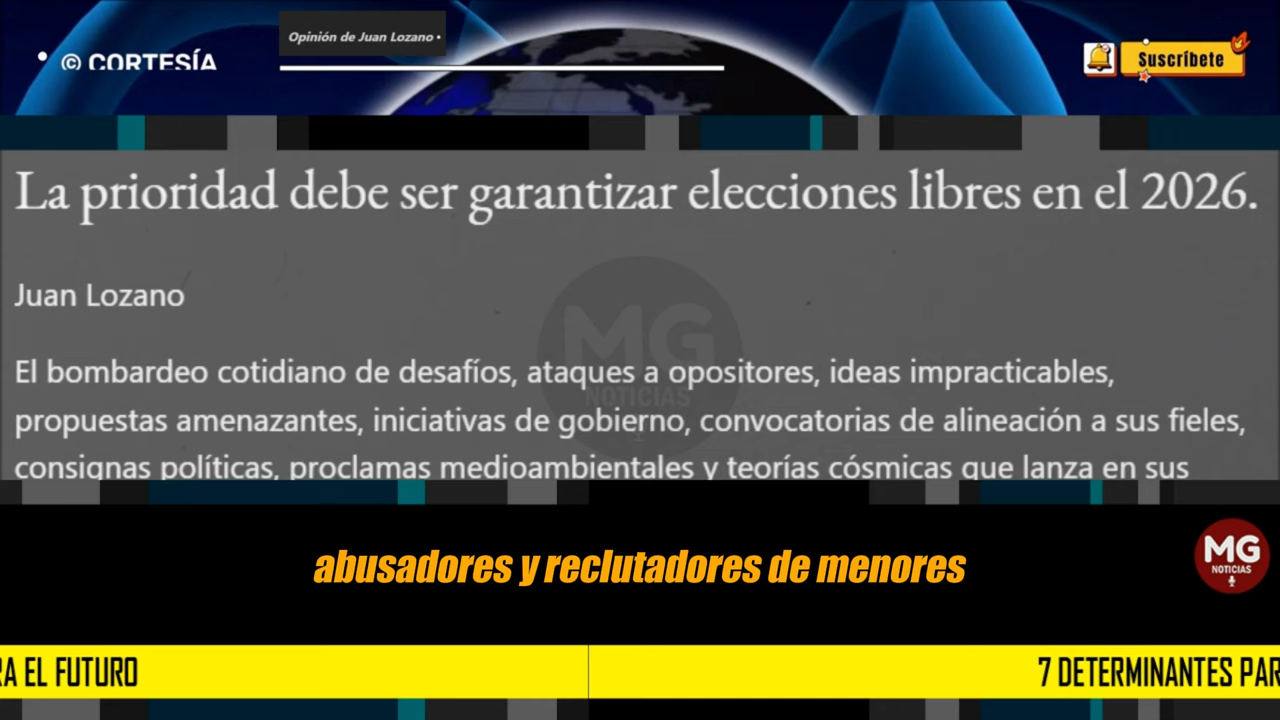 Opinión de Juan Lozano •
• © CORTESÍA
Suscríbete
La prioridad debe ser garantizar elecciones libres en el 2026.
Juan Lozano
El bombardeo cotidiano de desafíos, ataques a opositores, ideas impracticables,
propuestas amenazantes, iniciativas de gobierno, convocatorias de alineación a sus fieles,
consignas políticas, proclamas medioambientales y teorías cósmicas que lanza en sus
MG
NOTICIAS
abusadores y reclutadores de menores
MG
NOTICIAS
RA EL FUTURO
7 DETERMINANTES PAR